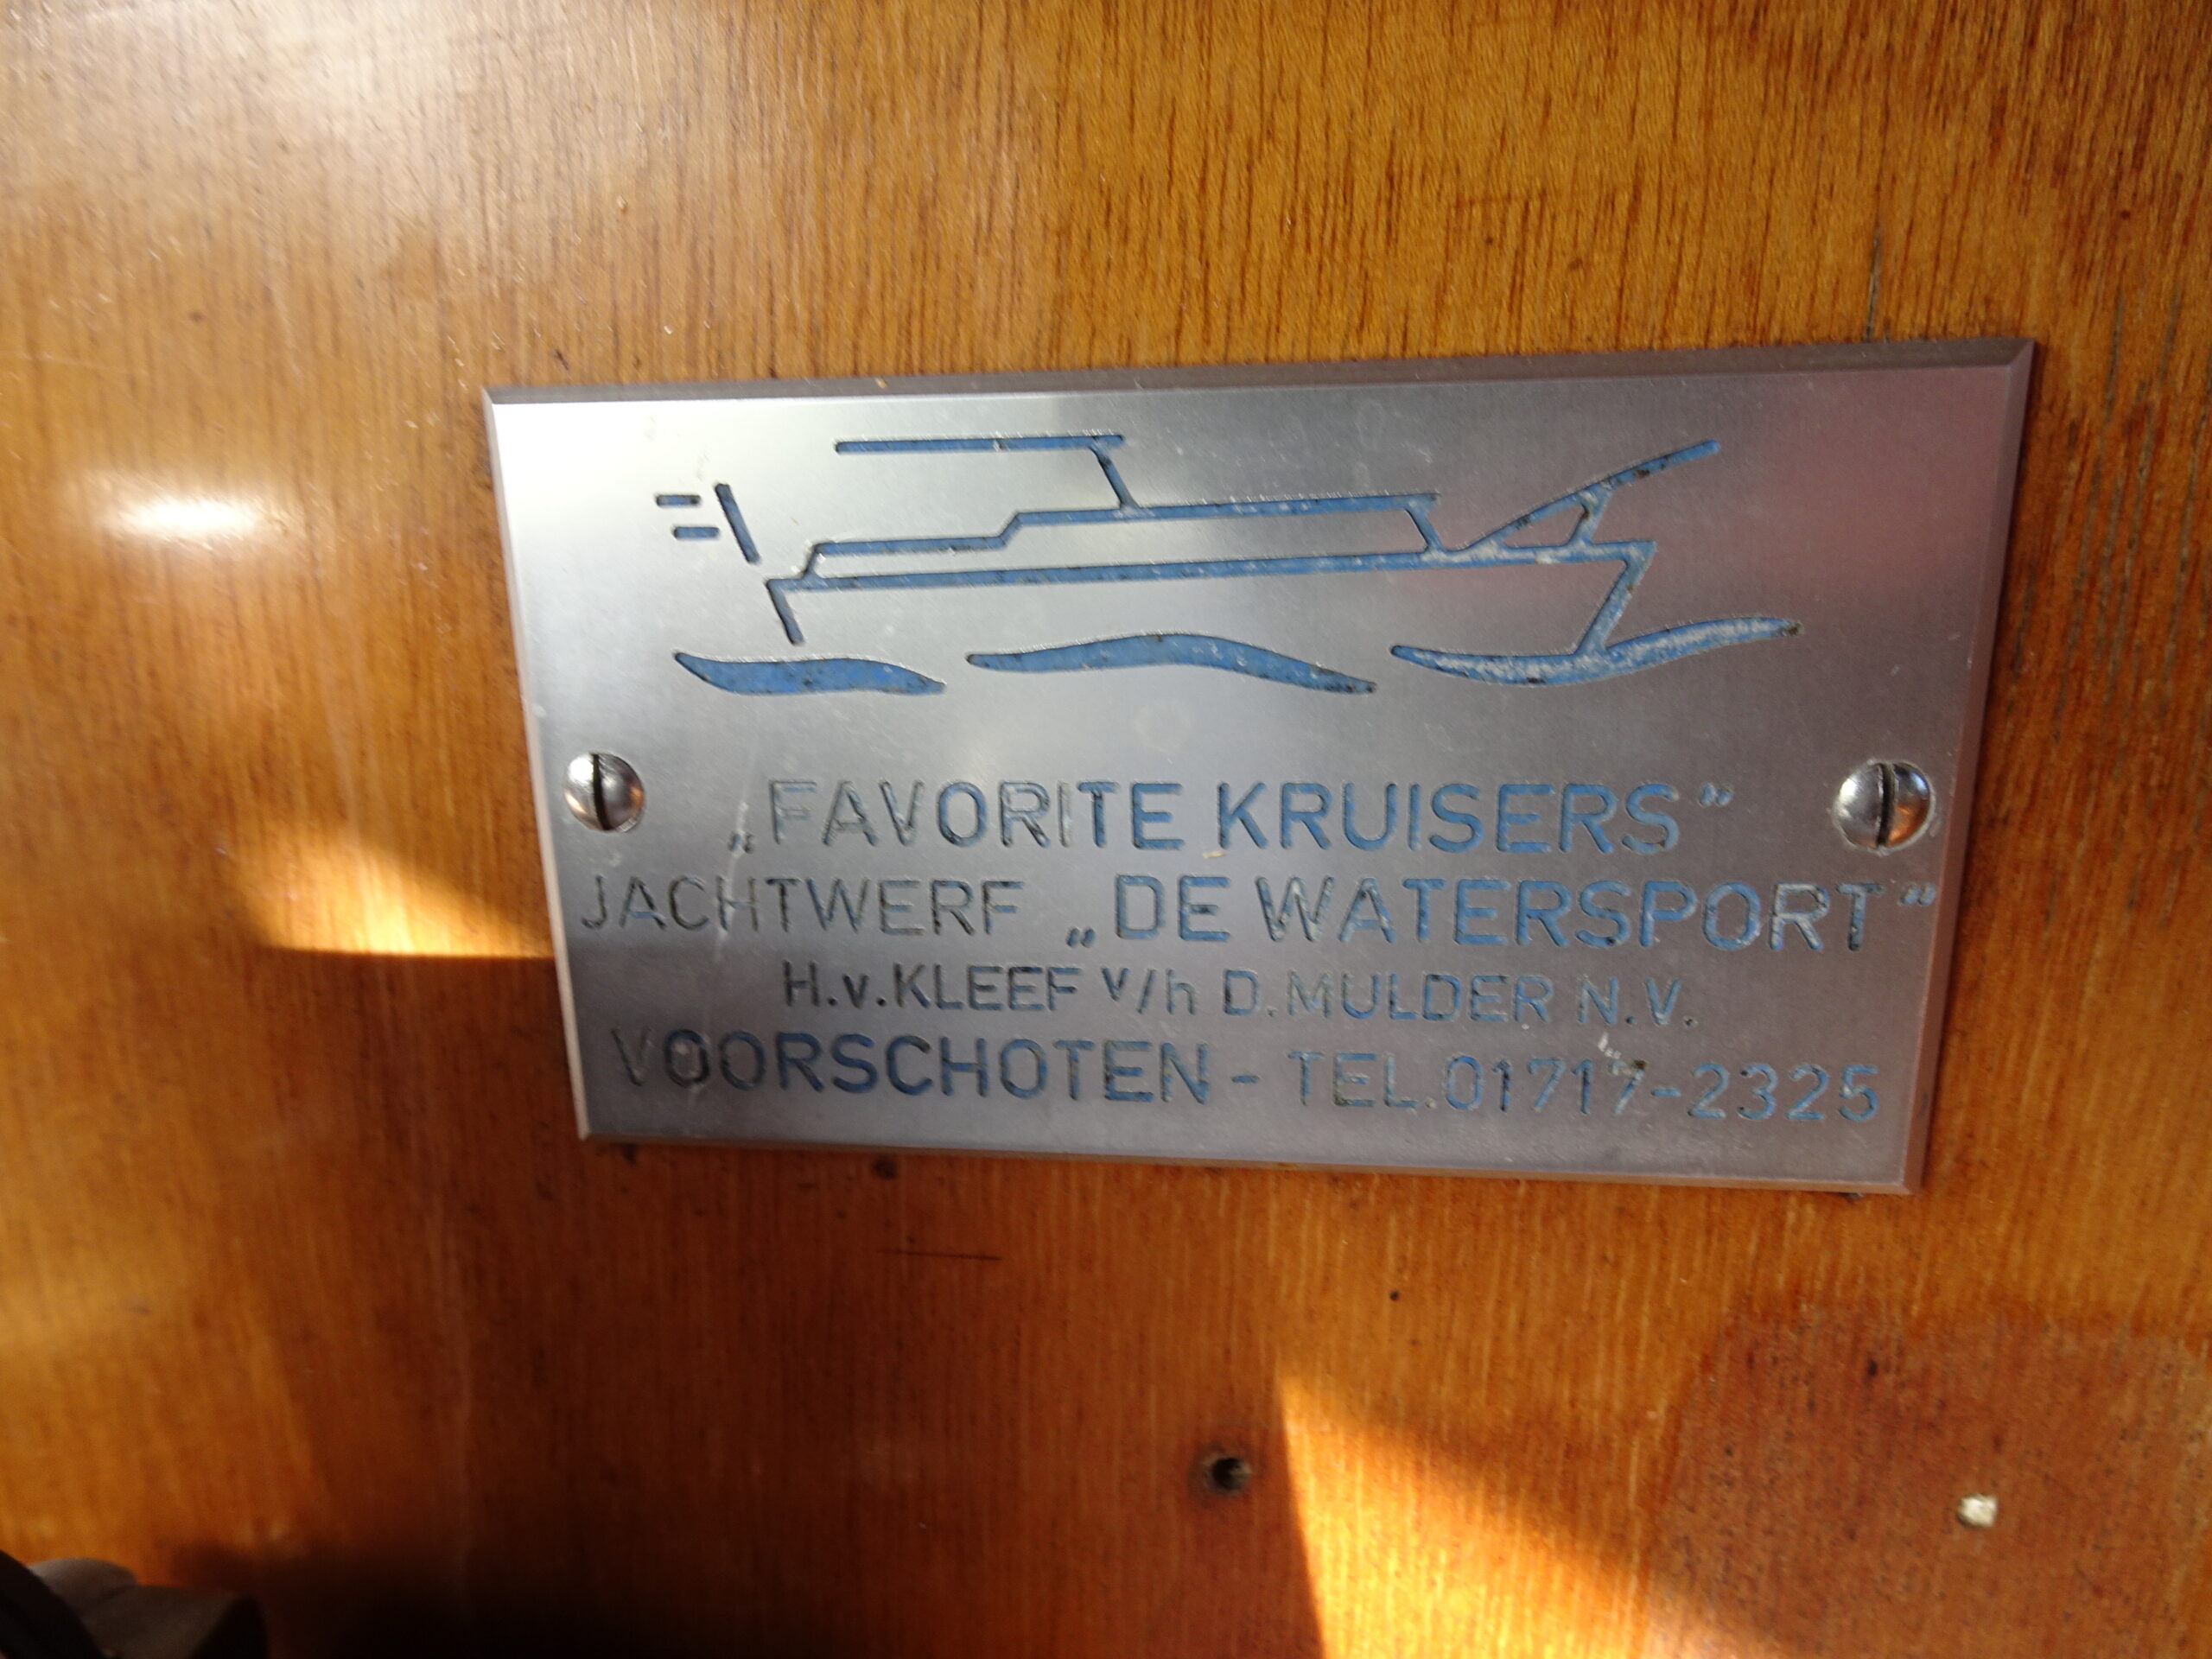 „FAVORITE KRUISERS”
JACHTWERF „DE WATERSPORT”
H.v.KLEEF v/h D.MULDER N.V.
VOORSCHOTEN - TEL.01717-2325